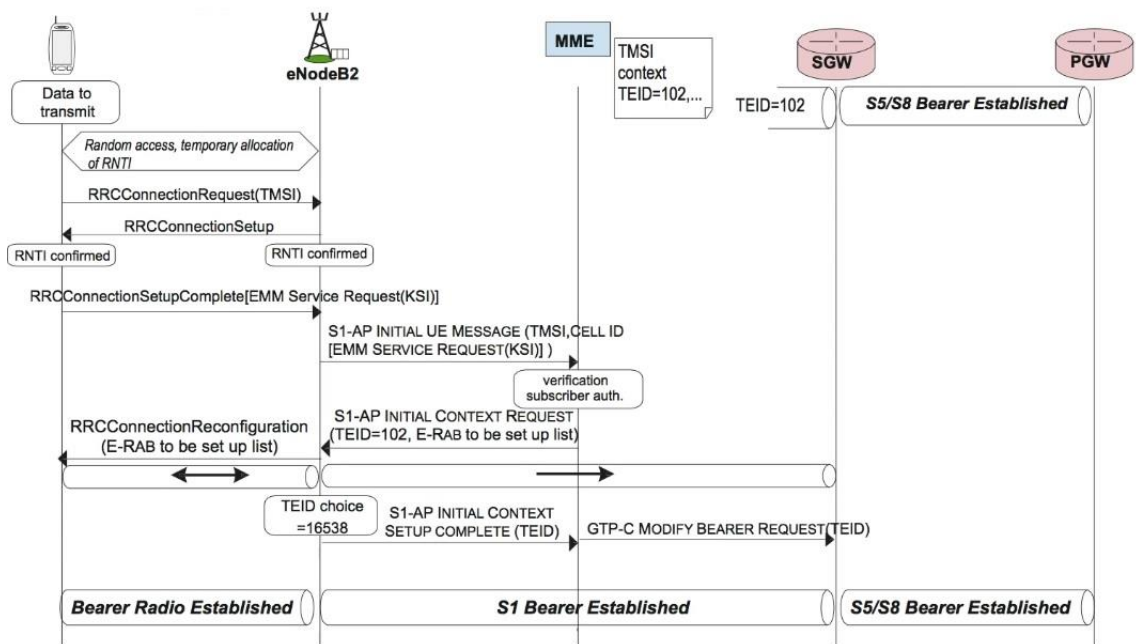 eNodeB2
MME
TMSI
context
TEID=102,...
SGW
PGW
Data to
transmit
TEID=102
S5/S8 Bearer Established
Random access, temporary allocation
of RNTI
RRCConnectionRequest(TMSI)
RRCConnectionSetup
RNTI confirmed
RNTI confirmed
RRCConnectionSetupComplete[EMM Service Request(KSI)]
S1-AP INITIAL UE MESSAGE (TMSI,CELL ID
[EMM SERVICE REQUEST(KSI)] )
verification
subscriber auth.
S1-AP INITIAL CONTEXT REQUEST
(TEID=102, E-RAB to be set up list)
RRCConnectionReconfiguration
(E-RAB to be set up list)
TEID choice
=16538
S1-AP INITIAL CONTEXT
SETUP COMPLETE (TEID)
GTP-C MODIFY BEARER REQUEST(TEID)
Bearer Radio Established
S1 Bearer Established
S5/S8 Bearer Established